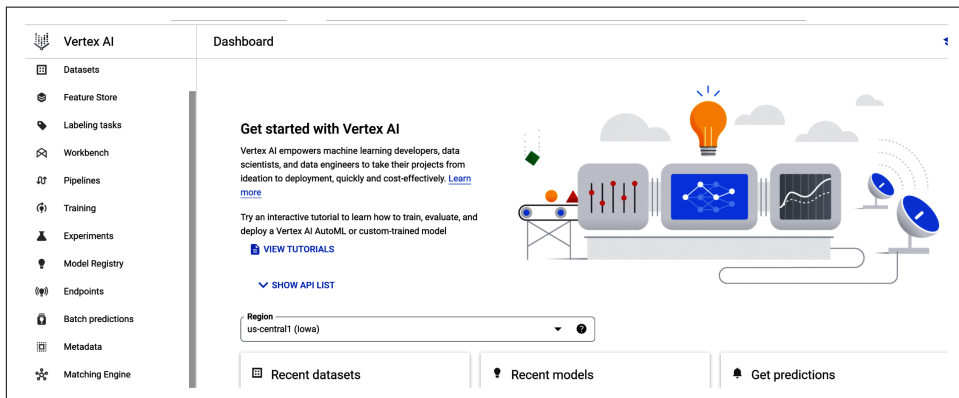 Vertex AI
Dashboard
Datasets
Feature Store
Labeling tasks
Workbench
Pipelines
Training
Experiments
Model Registry
Endpoints
Batch predictions
Metadata
Matching Engine
Get started with Vertex AI
Vertex AI empowers machine learning developers, data
scientists, and data engineers to take their projects from
ideation to deployment, quickly and cost-effectively. Learn
more
Try an interactive tutorial to learn how to train, evaluate, and
deploy a Vertex AI AutoML or custom-trained model
VIEW TUTORIALS
SHOW API LIST
Region
us-central1 (Iowa)
Recent datasets
Recent models
Get predictions